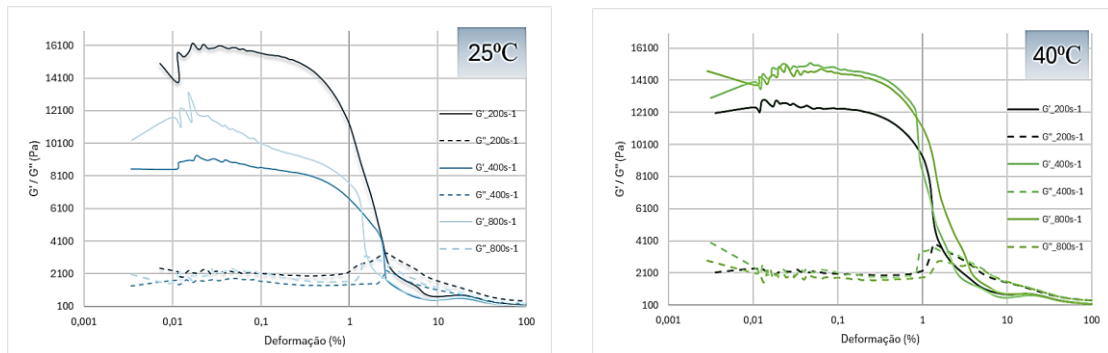 25ºC
16100
14100
12100
10100
8100
6100
4100
2100
100
G' / G'' (Pa)
0,001
0,01
0,1
1
10
100
Deformação (%)
G'_200s-1
G''_200s-1
G'_400s-1
G''_400s-1
G'_800s-1
G''_800s-1
40ºC
16100
14100
12100
10100
8100
6100
4100
2100
100
G' / G'' (Pa)
0,001
0,01
0,1
1
10
100
Deformação (%)
G'_200s-1
G''_200s-1
G'_400s-1
G''_400s-1
G'_800s-1
G''_800s-1